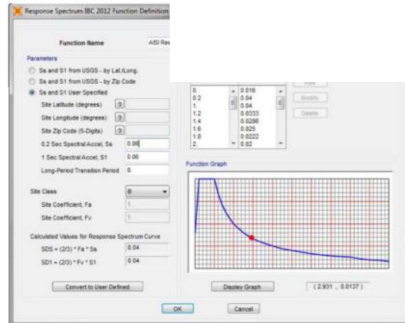 Response Spectrum IBC 2012 Function Definition
Function Name
AISI Res
Parameters
Ss and S1 from USGS - by Lat./Long.
Ss and S1 from USGS - by Zip Code
Ss and S1 User Specified
Site Latitude (degrees)
Site Longitude (degrees)
Site Zip Code (5-Digits)
0.2 Sec Spectral Accel, Ss 0.06
1 Sec Spectral Accel, S1 0.06
Long-Period Transition Period 8.
Site Class B
Site Coefficient, Fa 1.
Site Coefficient, Fv 1.
Calculated Values for Response Spectrum Curve
SDS = (2/3) * Fa * Ss 0.04
SD1 = (2/3) * Fv * S1 0.04
Convert to User Defined
0. 0.016
0.2 0.04
1. 0.04
1.2 0.0333
1.4 0.0286
1.6 0.025
1.8 0.0222
2. 0.02
Modify
Delete
Function Graph
Display Graph
(2.931 , 0.0137)
OK
Cancel